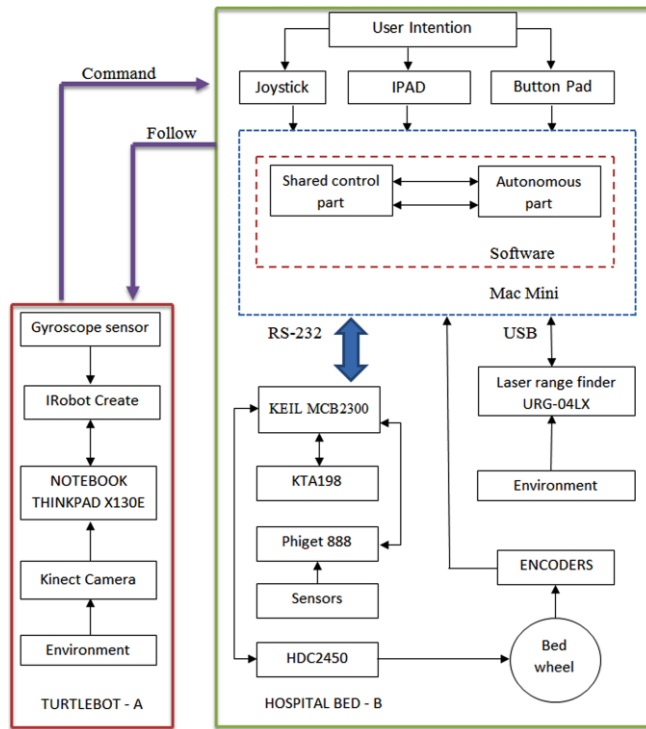 User Intention
Command
Joystick
IPAD
Button Pad
Follow
Shared control
part
Autonomous
part
Software
Mac Mini
RS-232
USB
Gyroscope sensor
IRobot Create
NOTEBOOK
THINKPAD X130E
Kinect Camera
Environment
TURTLEBOT - A
KEIL MCB2300
Laser range finder
URG-04LX
KTA198
Environment
Phiget 888
ENCODERS
Sensors
HDC2450
Bed
wheel
HOSPITAL BED - B